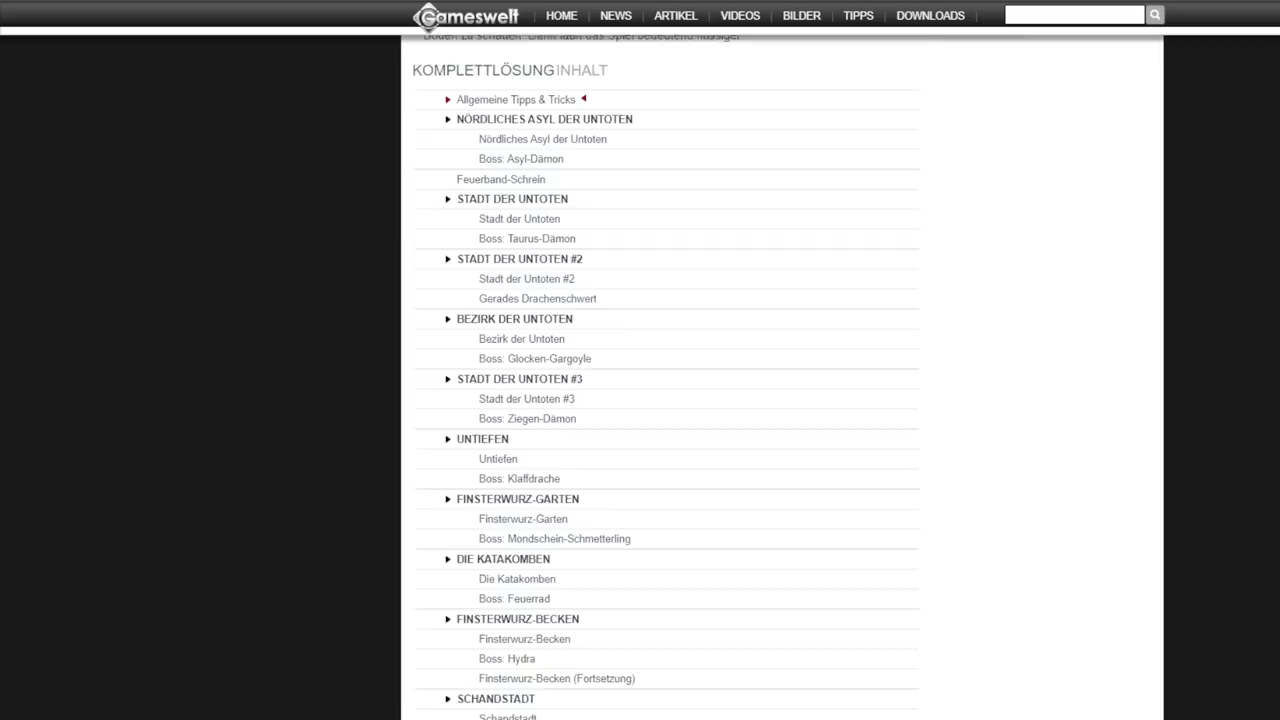 Gameswelt HOME NEWS ARTIKEL VIDEOS BILDER TIPPS DOWNLOADS
KOMPLETTLÖSUNG INHALT
Allgemeine Tipps & Tricks
NÖRDLICHES ASYL DER UNTOTEN
Nördliches Asyl der Untoten
Boss: Asyl-Dämon
Feuerband-Schrein
STADT DER UNTOTEN
Stadt der Untoten
Boss: Taurus-Dämon
STADT DER UNTOTEN #2
Stadt der Untoten #2
Gerades Drachenschwert
BEZIRK DER UNTOTEN
Bezirk der Untoten
Boss: Glocken-Gargoyle
STADT DER UNTOTEN #3
Stadt der Untoten #3
Boss: Ziegen-Dämon
UNTIEFEN
Untiefen
Boss: Klaffdrache
FINSTERWURZ-GARTEN
Finsterwurz-Garten
Boss: Mondschein-Schmetterling
DIE KATAKOMBEN
Die Katakomben
Boss: Feuerrad
FINSTERWURZ-BECKEN
Finsterwurz-Becken
Boss: Hydra
Finsterwurz-Becken (Fortsetzung)
SCHANDSTADT
Schandstadt